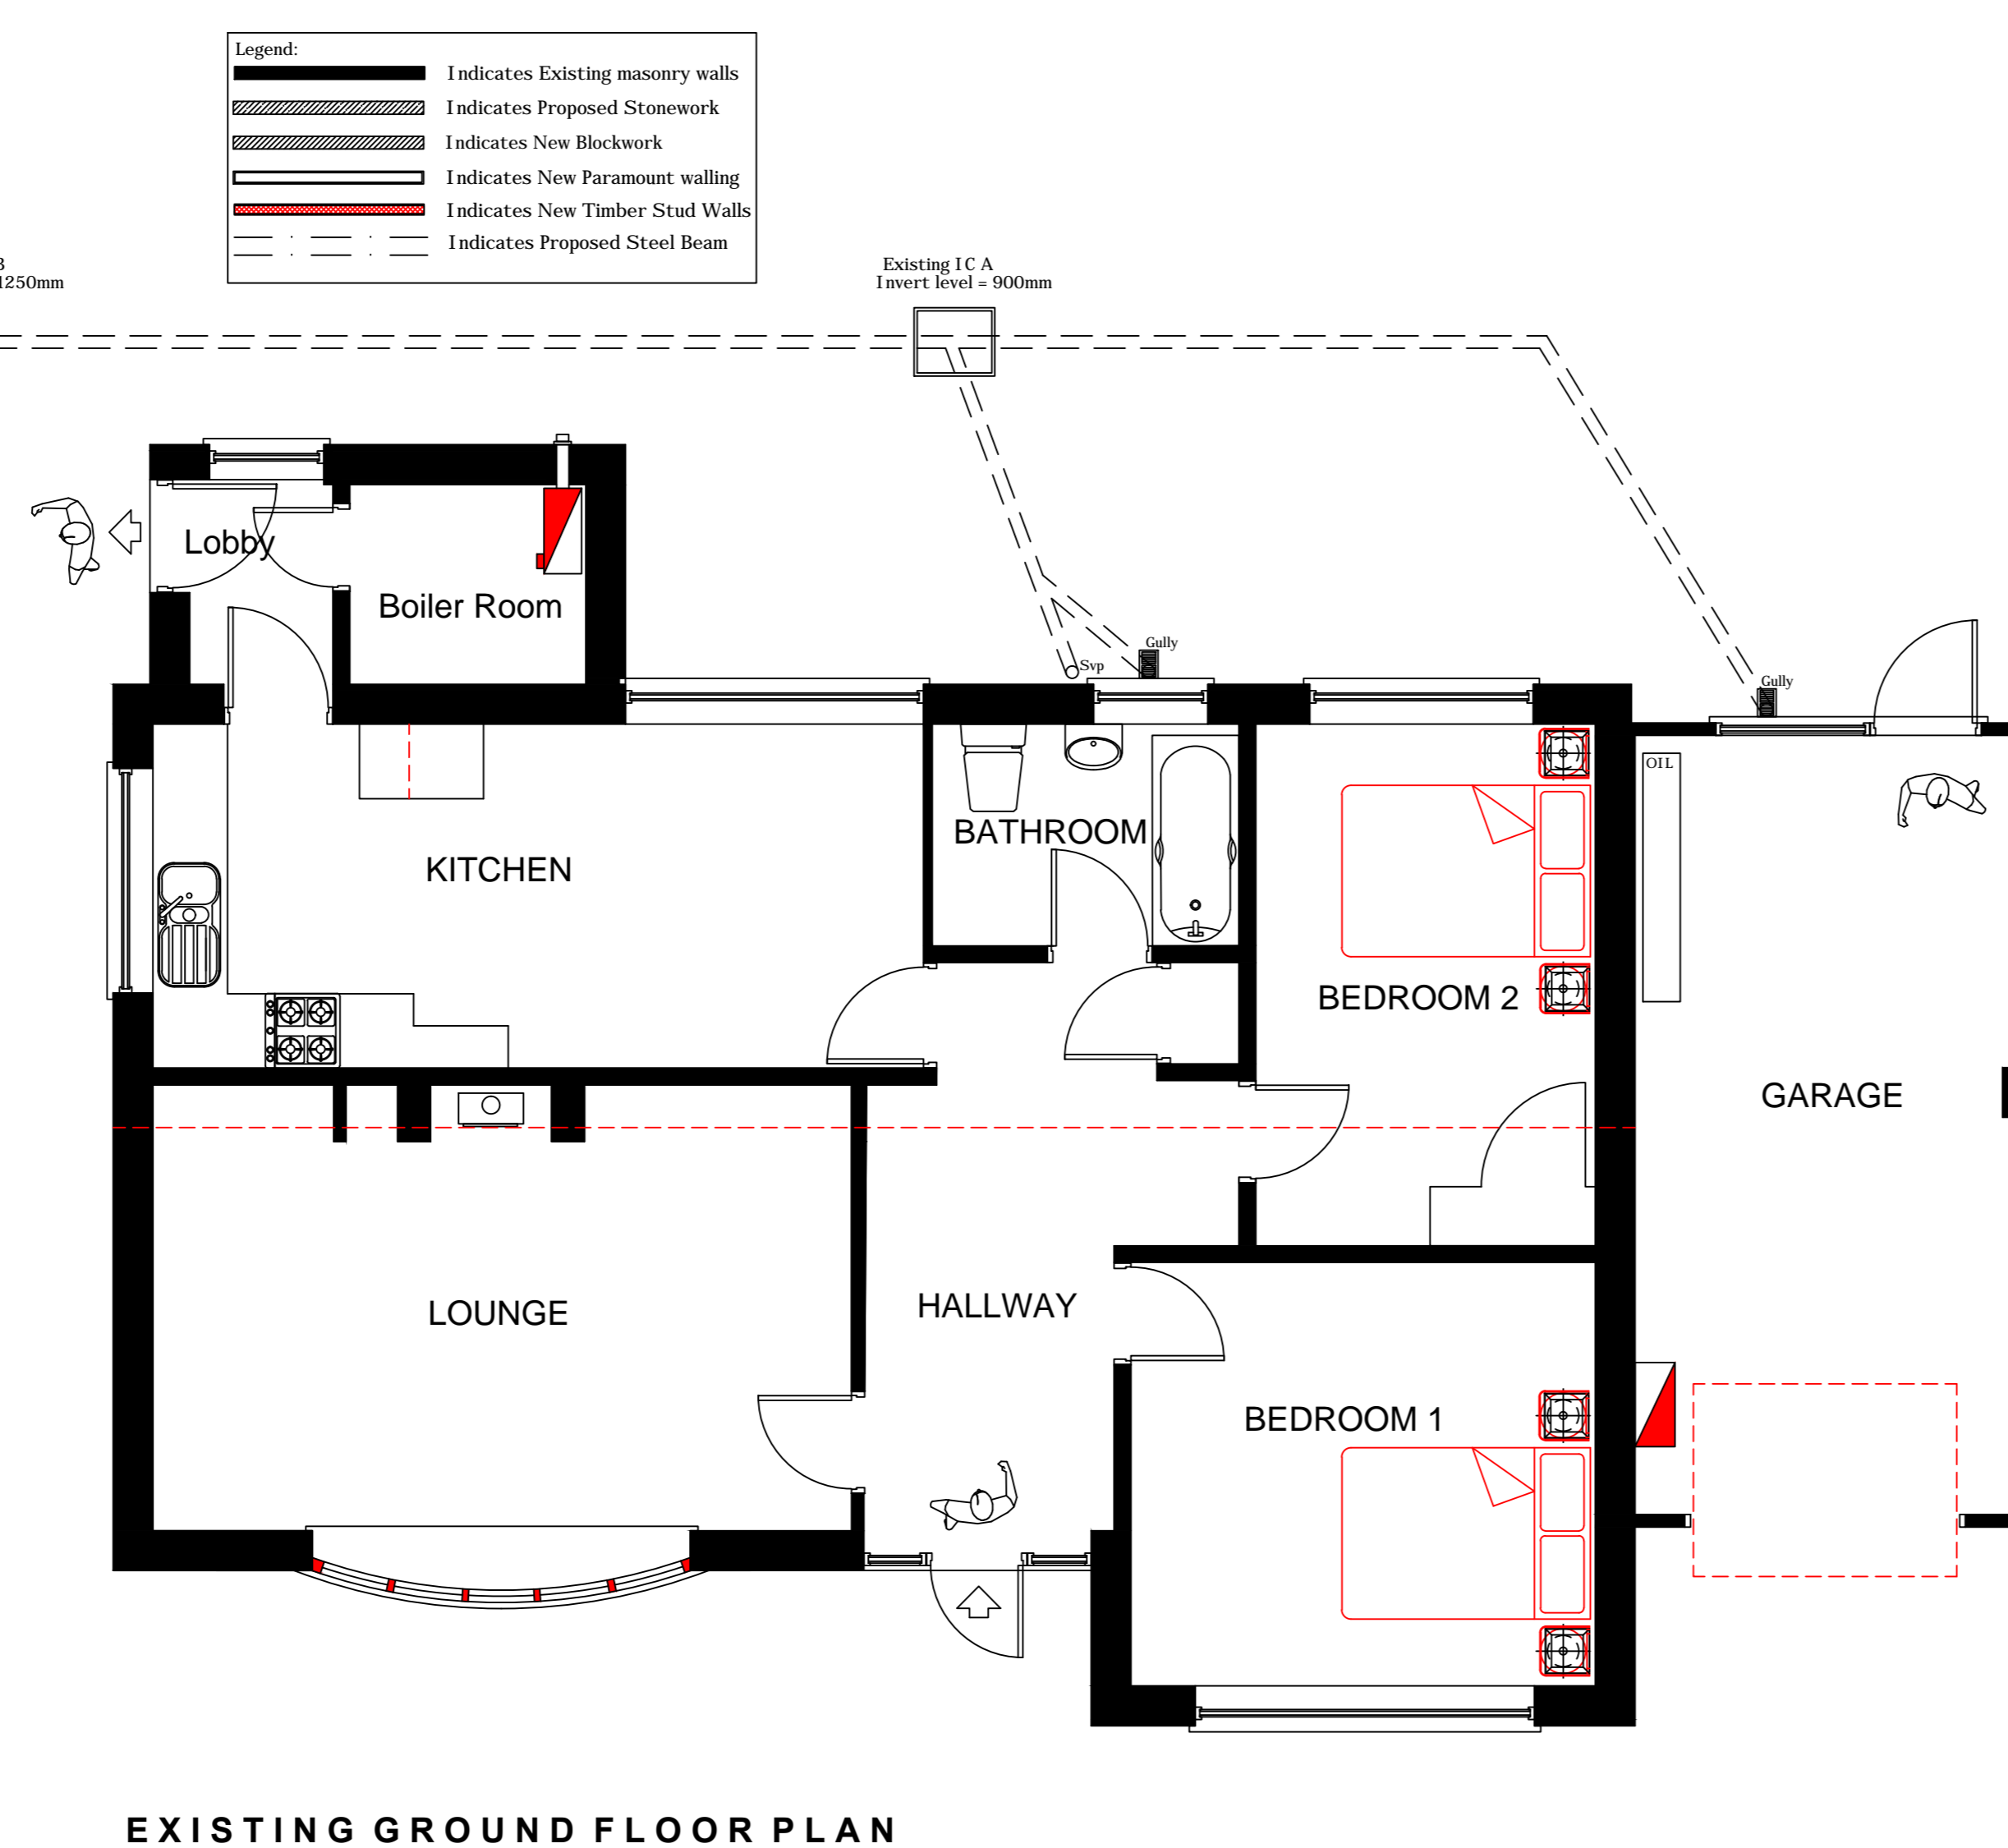 Legend:
Indicates Existing masonry walls
Indicates Proposed Stonework
Indicates New Blockwork
Indicates New Paramount walling
Indicates New Timber Stud Walls
Indicates Proposed Steel Beam
1250mm
Existing IC A
Invert level = 900mm
Lobby
Boiler Room
Svp
Gully
Gully
OIL
KITCHEN
BATHROOM
BEDROOM 2
GARAGE
LOUNGE
HALLWAY
BEDROOM 1
EXISTING GROUND FLOOR PLAN